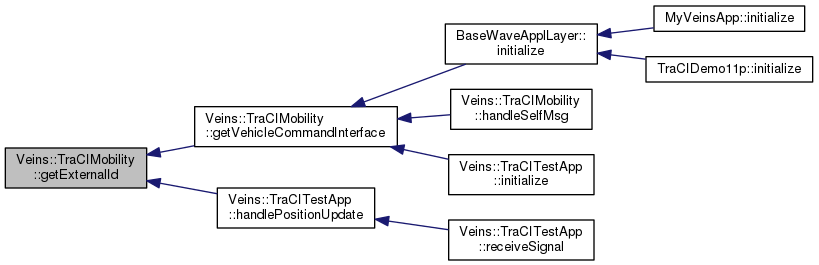 Veins::TraCIMobility
::getExternalId
Veins::TraCIMobility
::getVehicleCommandInterface
Veins::TraCITestApp
::handlePositionUpdate
BaseWaveApplLayer::
initialize
Veins::TraCIMobility
::handleSelfMsg
Veins::TraCITestApp
::initialize
Veins::TraCITestApp
::receiveSignal
MyVeinsApp::initialize
TraCIDemo11p::initialize